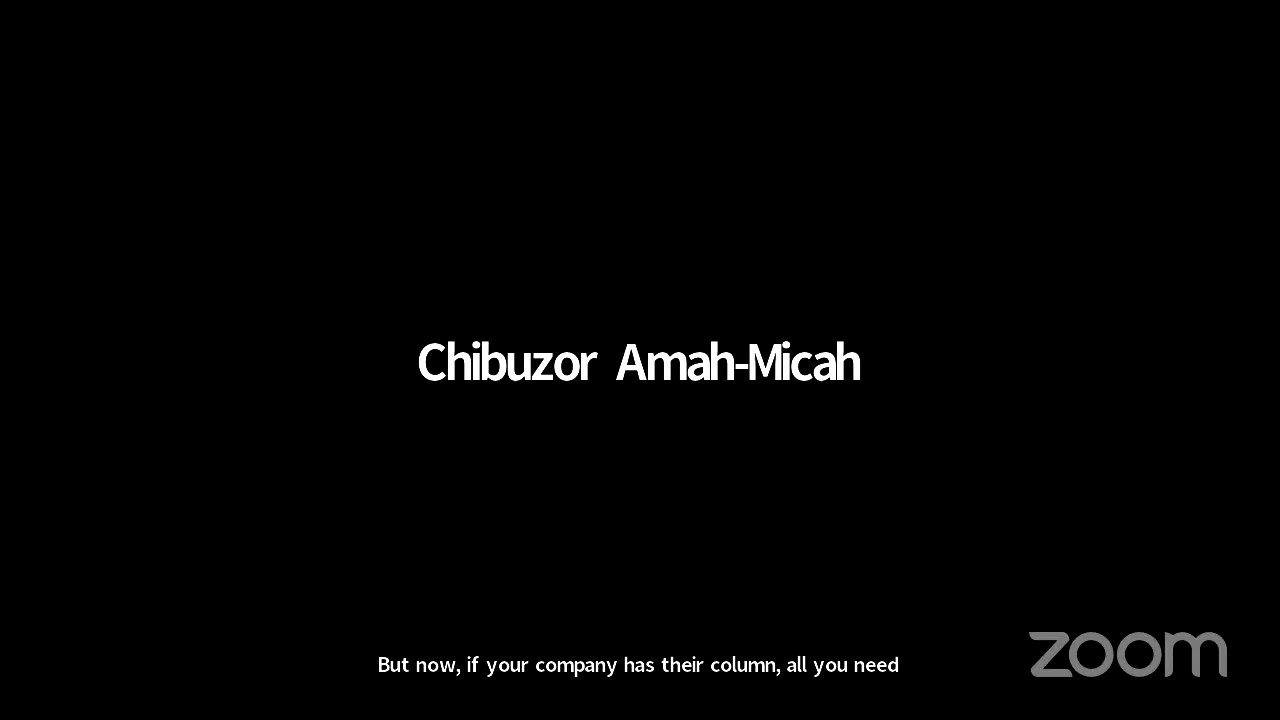 Chibuzor Amah-Micah
But now, if your company has their column, all you need
zoom